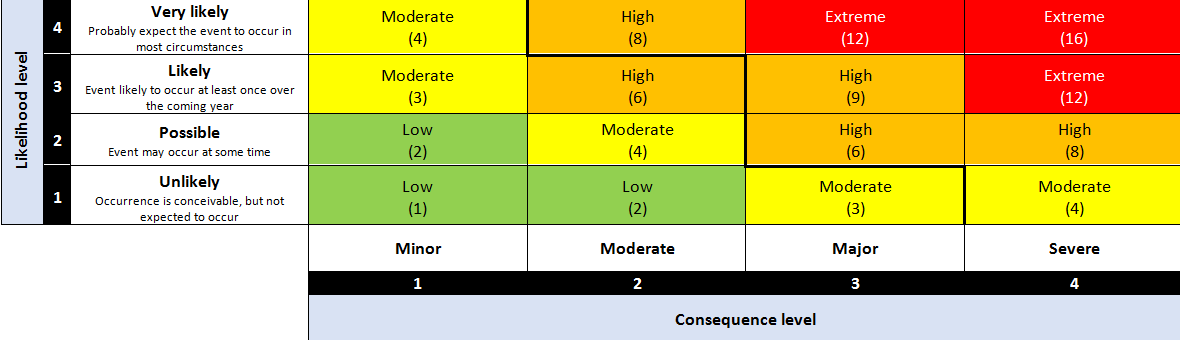 Likelihood level
4
Very likely
Probably expect the event to occur in
most circumstances
Moderate
(4)
High
(8)
Extreme
(12)
Extreme
(16)
3
Likely
Event likely to occur at least once over
the coming year
Moderate
(3)
High
(6)
High
(9)
Extreme
(12)
2
Possible
Event may occur at some time
Low
(2)
Moderate
(4)
High
(6)
High
(8)
1
Unlikely
Occurrence is conceivable, but not
expected to occur
Low
(1)
Low
(2)
Moderate
(3)
Moderate
(4)
Minor
Moderate
Major
Severe
1
2
3
4
Consequence level